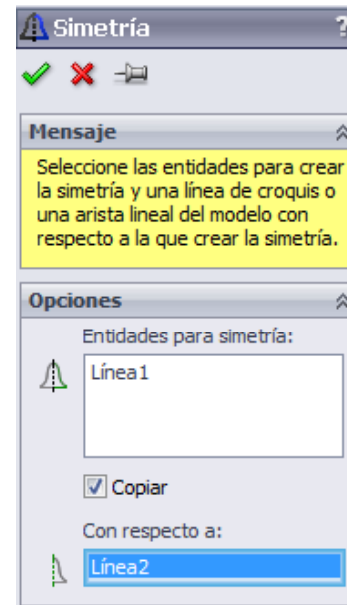 Simetría ?
Mensaje
Seleccione las entidades para crear
la simetría y una línea de croquis o
una arista lineal del modelo con
respecto a la que crear la simetría.
Opciones
Entidades para simetría:
Línea1
Copiar
Con respecto a:
Línea2